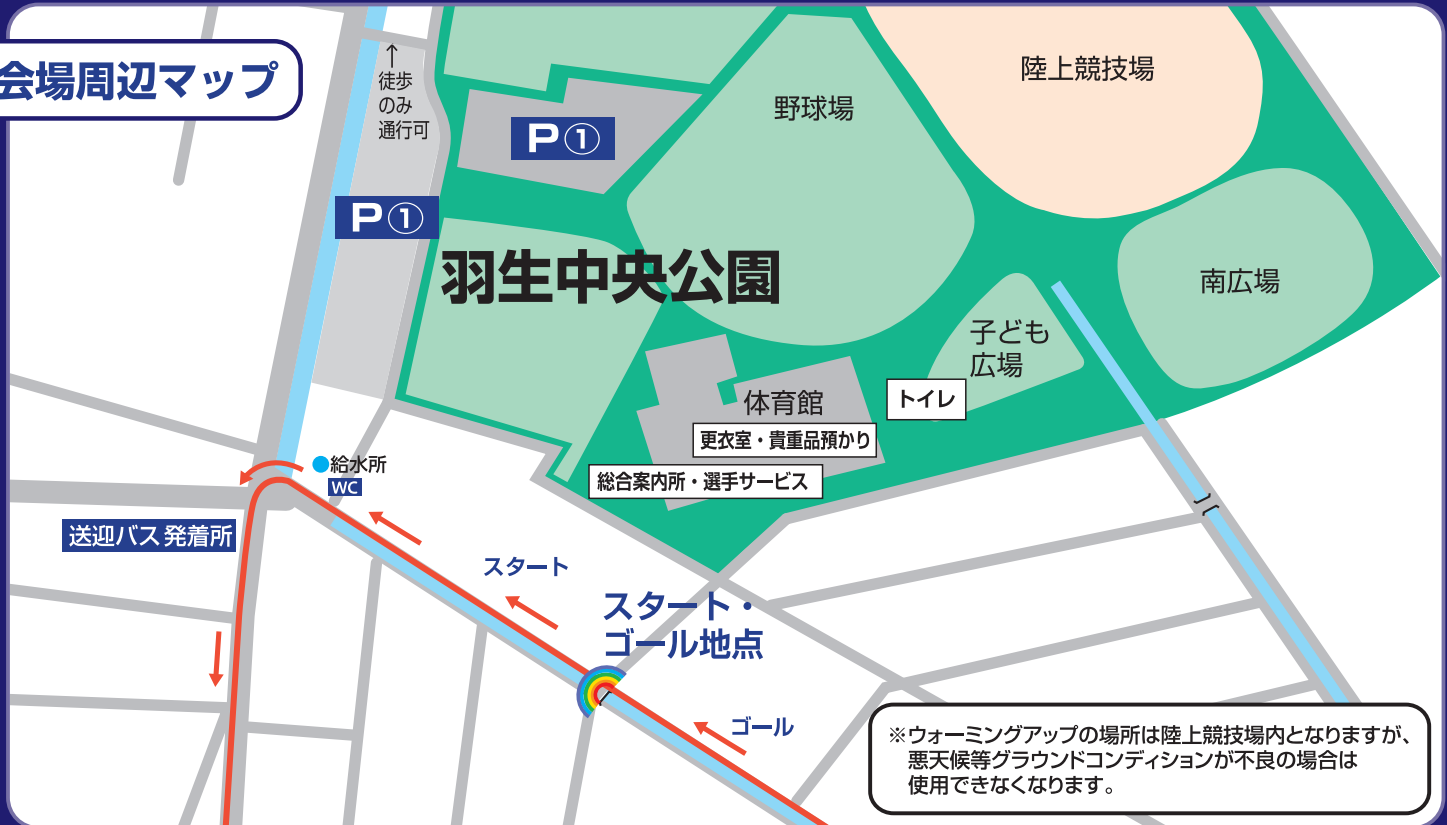 会場周辺マップ
↑
徒歩
のみ
通行可
P①
P①
野球場
陸上競技場
羽生中央公園
南広場
子ども
広場
トイレ
体育館
更衣室・貴重品預かり
総合案内所・選手サービス
給水所
WC
送迎バス発着所
スタート
スタート・
ゴール地点
ゴール
※ウォーミングアップの場所は陸上競技場内となりますが、
悪天候等グラウンドコンディションが不良の場合は
使用できなくなります。